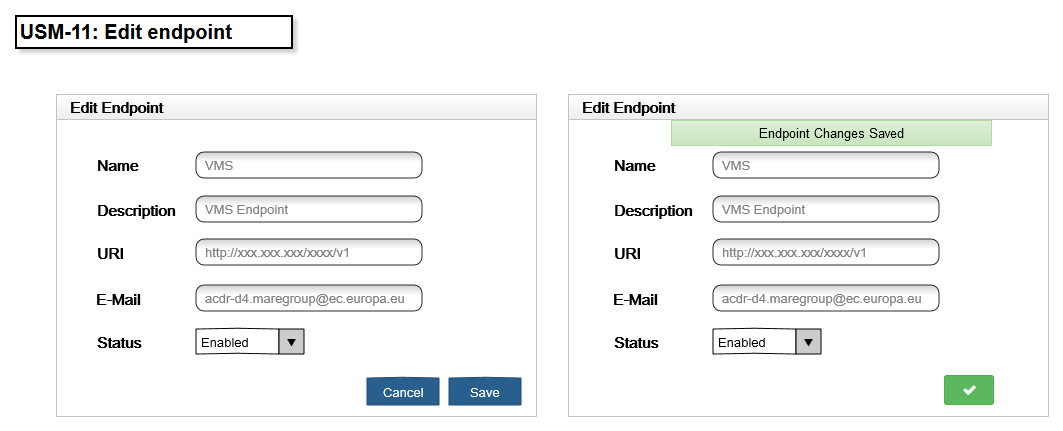 USM-11: Edit endpoint
Edit Endpoint
Name VMS
Description VMS Endpoint
URI http://xxx.xxx.xxx/xxxx/v1
E-Mail acdr-d4.maregroup@ec.europa.eu
Status Enabled
Cancel Save
Edit Endpoint
Endpoint Changes Saved
Name VMS
Description VMS Endpoint
URI http://xxx.xxx.xxx/xxxx/v1
E-Mail acdr-d4.maregroup@ec.europa.eu
Status Enabled